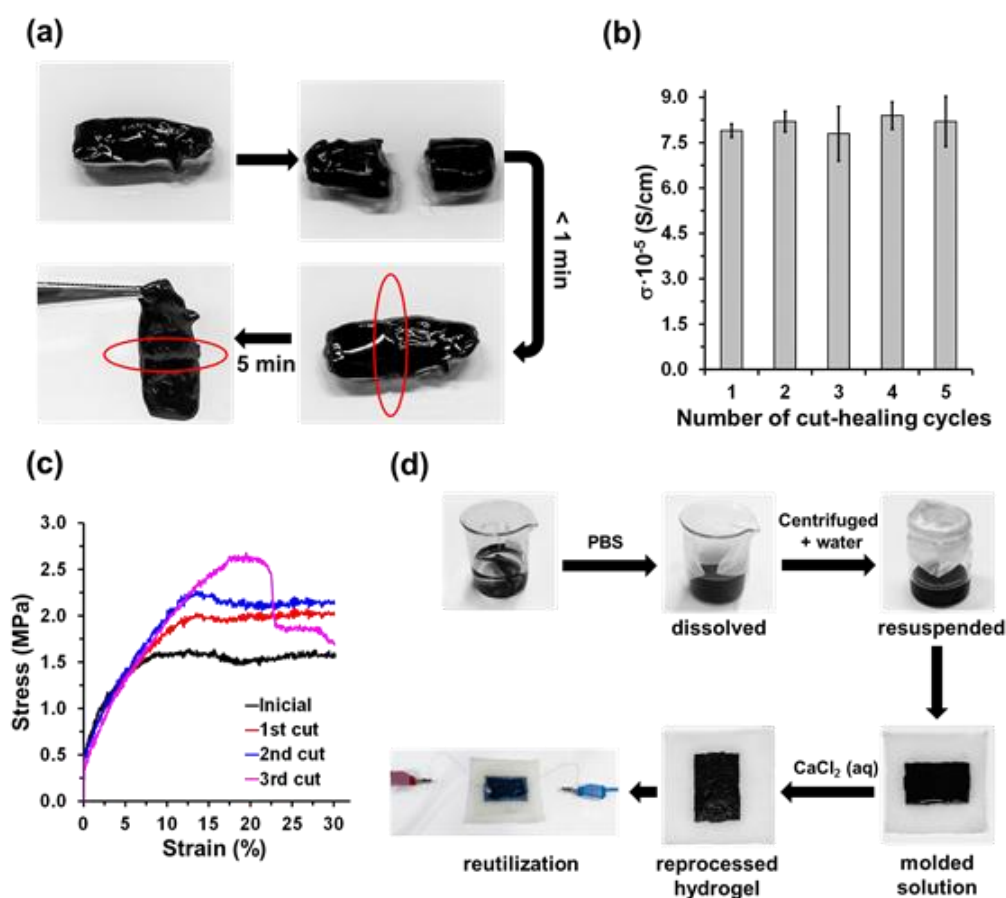 (a)
< 1 min
5 min
(b)
σ·10⁻⁵ (S/cm)
9.0
7.5
6.0
4.5
3.0
1.5
0.0
1 2 3 4 5
Number of cut-healing cycles
(c)
Stress (MPa)
3.0
2.5
2.0
1.5
1.0
0.5
0.0
Inicial
1st cut
2nd cut
3rd cut
0 5 10 15 20 25 30
Strain (%)
(d)
PBS
Centrifuged
+ water
dissolved
resuspended
CaCl₂ (aq)
reutilization
reprocessed
hydrogel
molded
solution